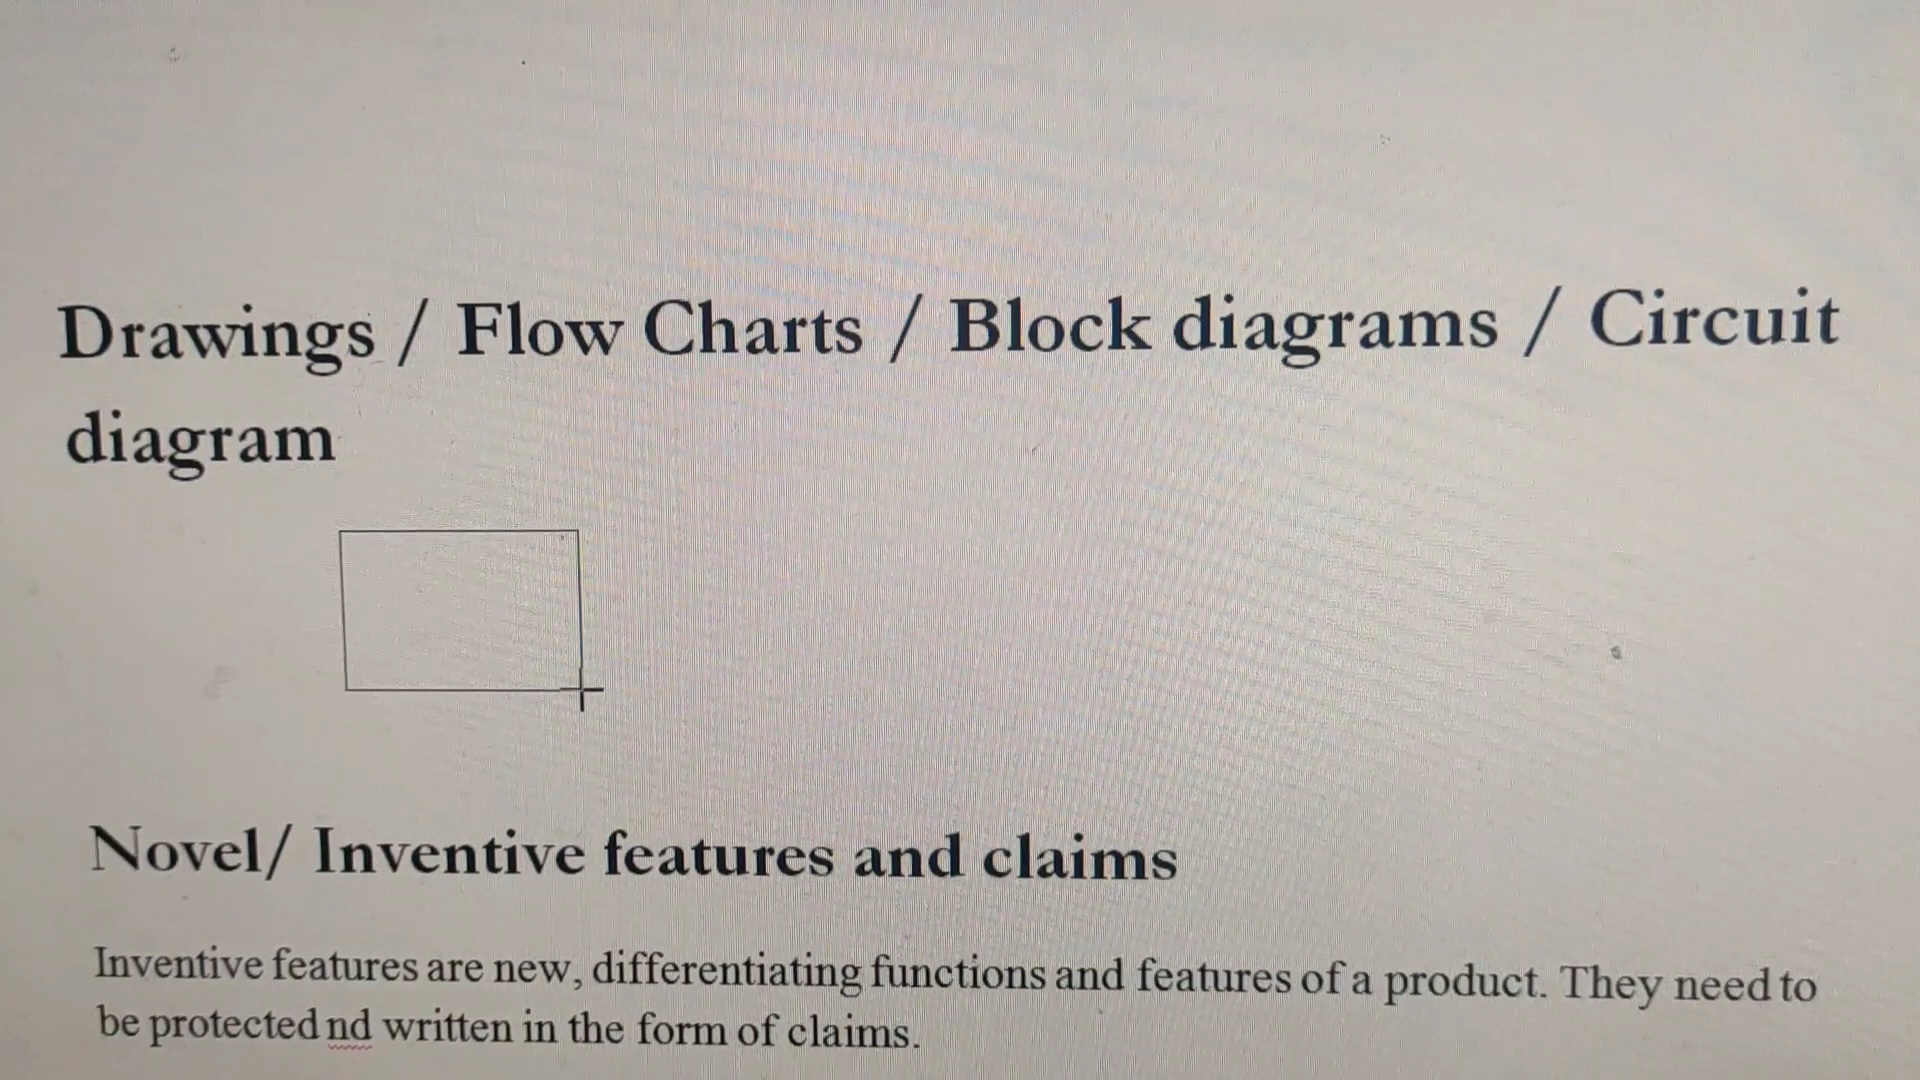 Drawings / Flow Charts / Block diagrams / Circuit
diagram
Novel/ Inventive features and claims
Inventive features are new, differentiating functions and features of a product. They need to
be protected nd written in the form of claims.